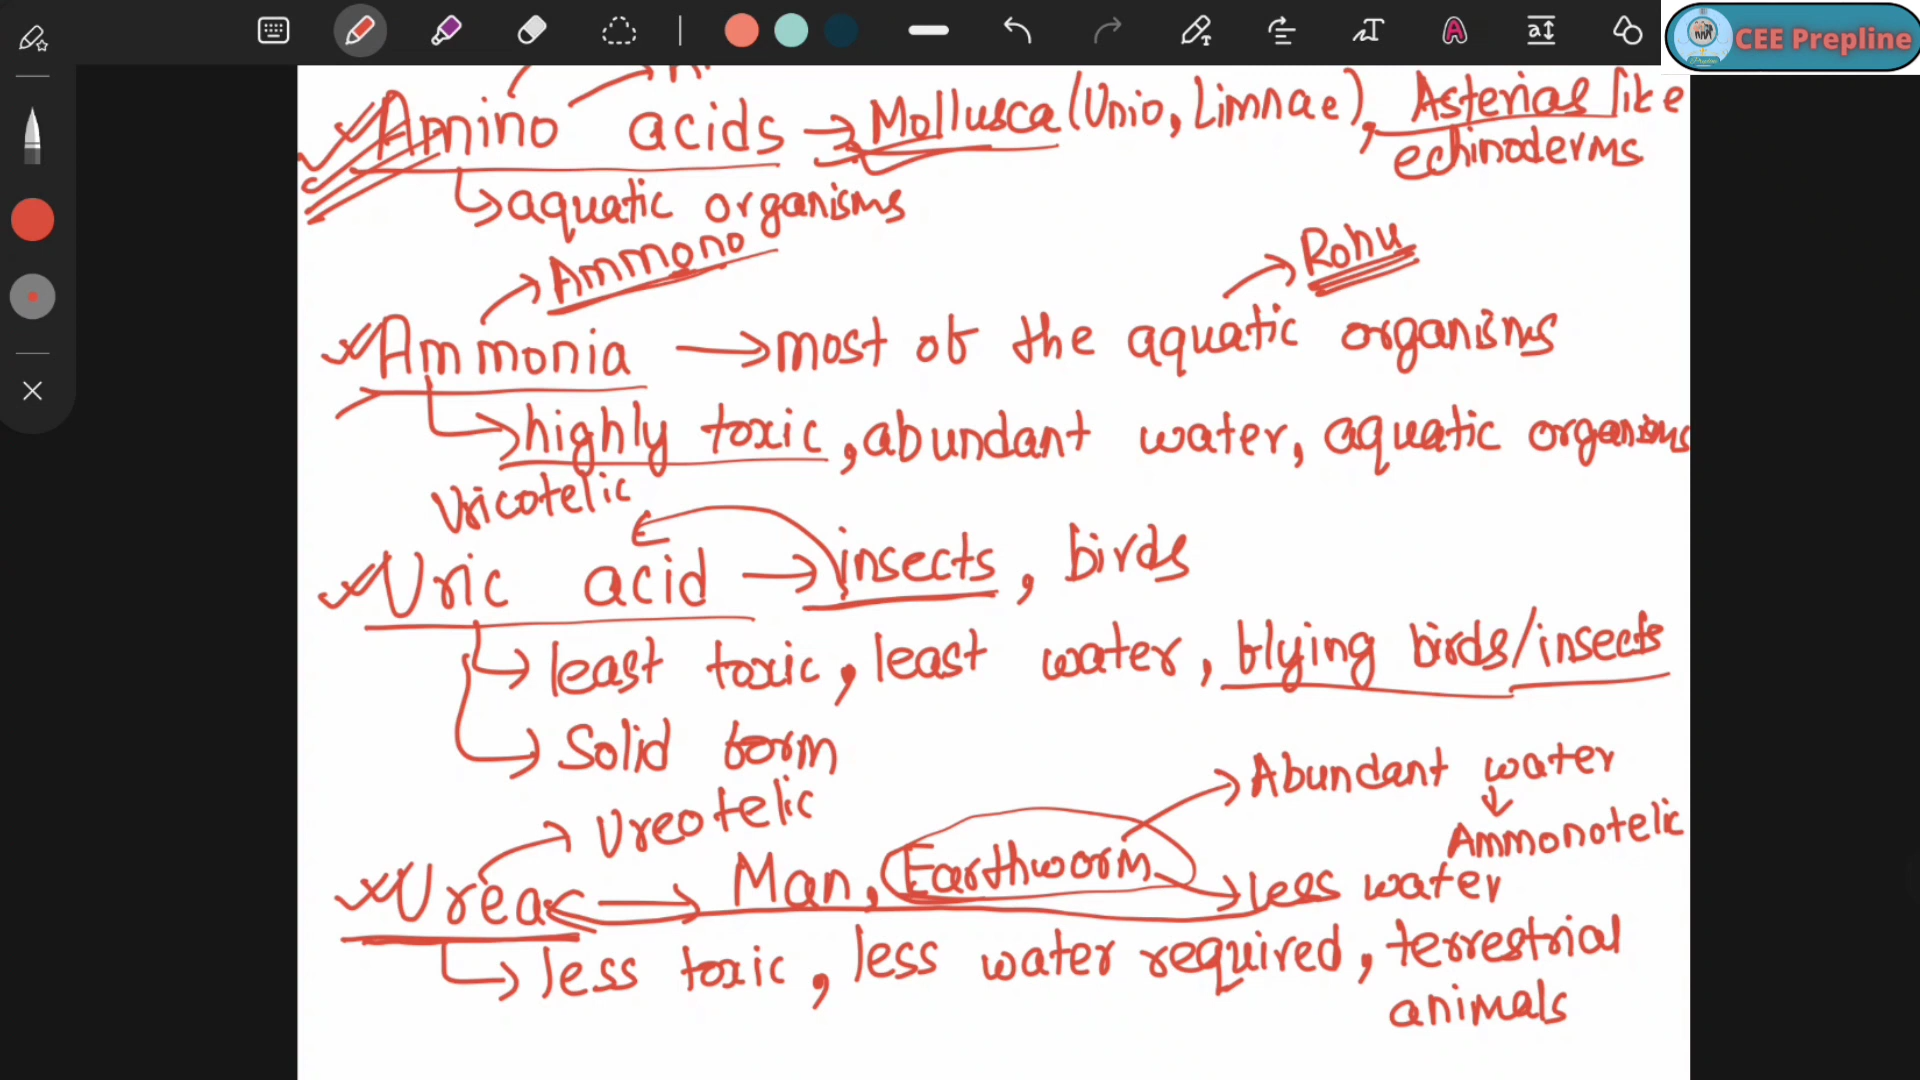 CEE Prepline
Amino acids → Mollusca (Unio, Limnae), Asterias like
echinoderms
aquatic organisms
Ammono
Rohu
Ammonia → most of the aquatic organisms
highly toxic, abundant water, aquatic organisms
Uricotelic
Uric acid → insects, birds
least toxic, least water, flying birds/insects
Solid form
Abundant water
Ureotelic
Ammonotelic
Urea → Man, Earthworm
Less water
less toxic, less water required, terrestrial
animals